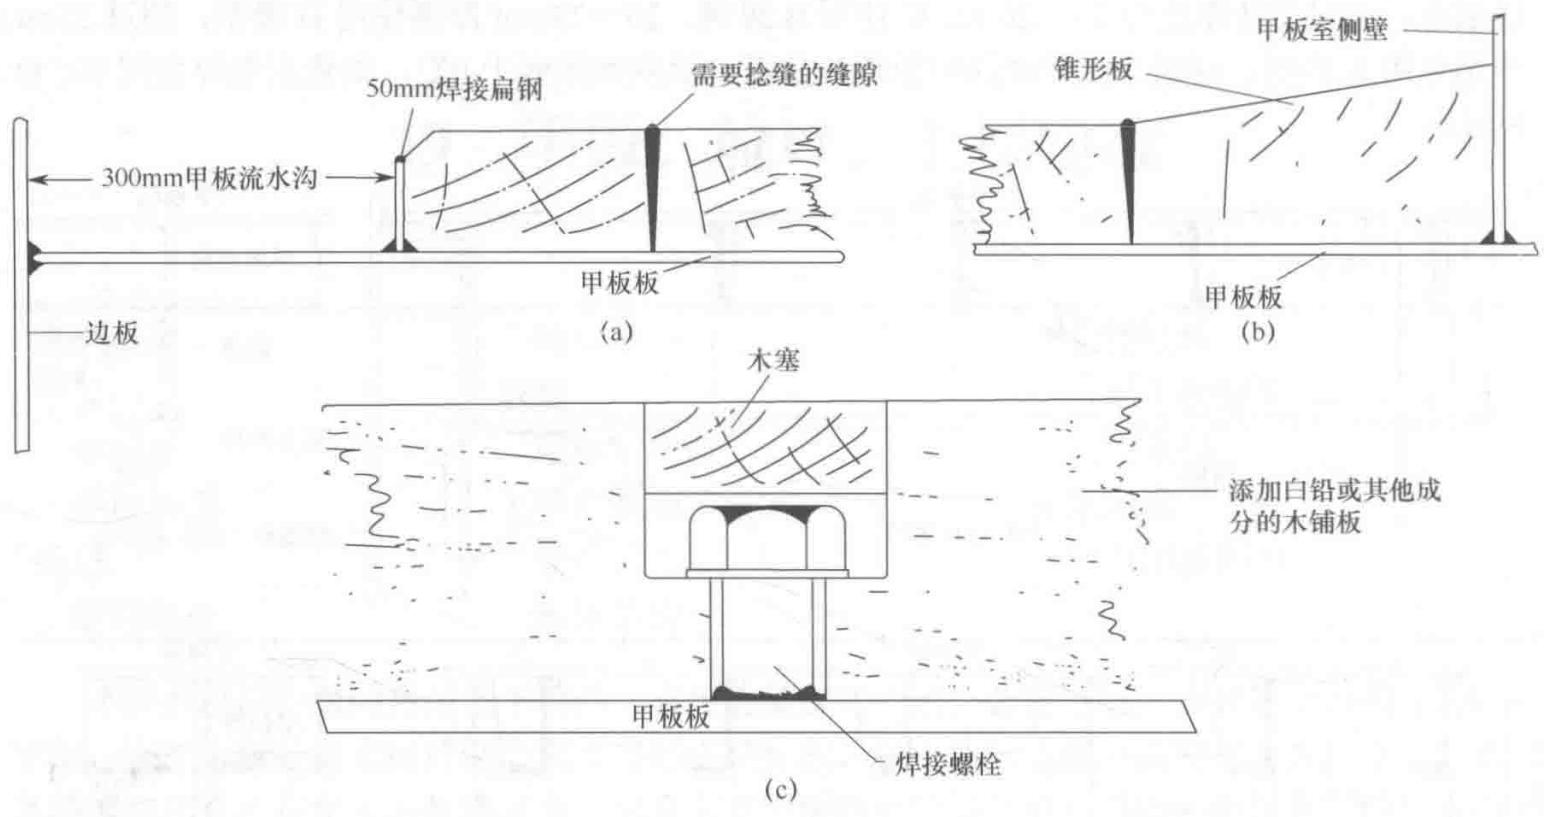 甲板室侧壁
锥形板
需要捻缝的缝隙
50mm焊接扁钢
300mm甲板流水沟
甲板板
甲板板
边板
(a)
(b)
木塞
添加白铅或其他成
分的木铺板
甲板板
焊接螺栓
(c)